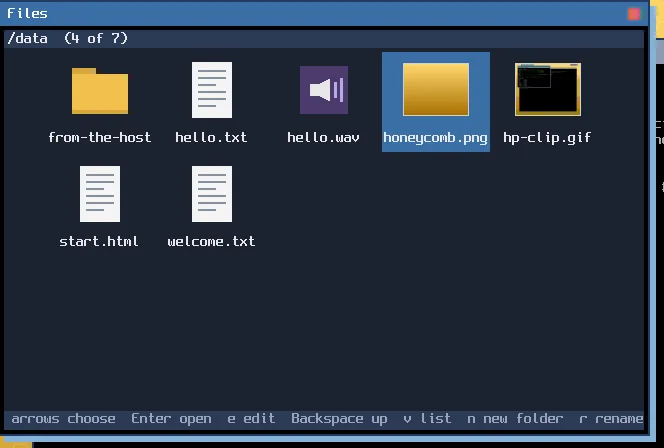 Files
/data (4 of 7)
from-the-host hello.txt hello.wav honeycomb.png hp-clip.gif
start.html welcome.txt
arrows choose Enter open e edit Backspace up v list n new folder r rename